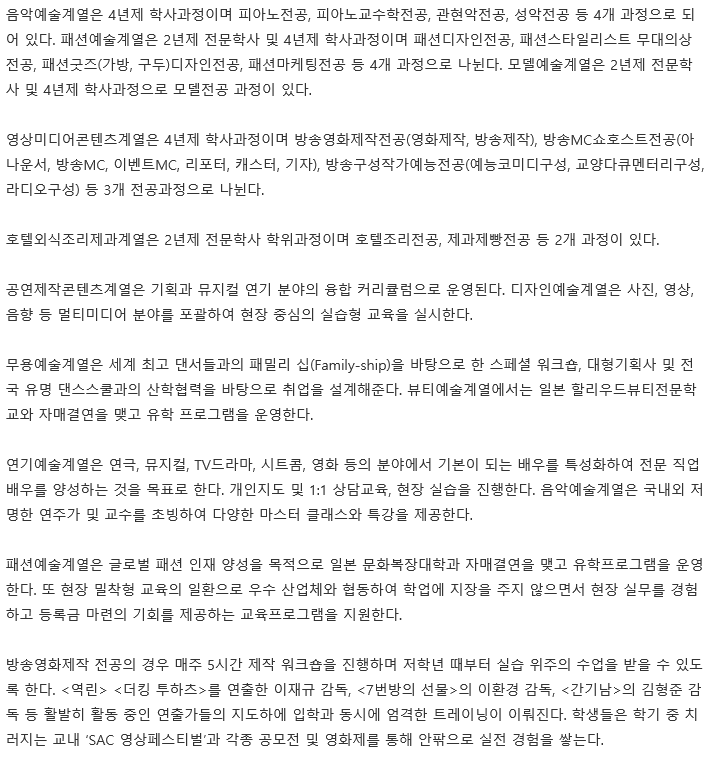 음악예술계열은 4년제 학사과정이며 피아노전공, 피아노교수학전공, 관현악전공, 성악전공 등 4개 과정으로 되
어 있다. 패션예술계열은 2년제 전문학사 및 4년제 학사과정이며 패션디자인전공, 패션스타일리스트 무대의상
전공, 패션굿즈(가방, 구두)디자인전공, 패션마케팅전공 등 4개 과정으로 나뉜다. 모델예술계열은 2년제 전문학
사 및 4년제 학사과정으로 모델전공 과정이 있다.
영상미디어콘텐츠계열은 4년제 학사과정이며 방송영화제작전공(영화제작, 방송제작), 방송MC쇼호스트전공(아
나운서, 방송MC, 이벤트MC, 리포터, 캐스터, 기자), 방송구성작가예능전공(예능코미디구성, 교양다큐멘터리구성,
라디오구성) 등 3개 전공과정으로 나뉜다.
호텔외식조리제과계열은 2년제 전문학사 학위과정이며 호텔조리전공, 제과제빵전공 등 2개 과정이 있다.
공연제작콘텐츠계열은 기획과 뮤지컬 연기 분야의 융합 커리큘럼으로 운영된다. 디자인예술계열은 사진, 영상,
음향 등 멀티미디어 분야를 포괄하여 현장 중심의 실습형 교육을 실시한다.
무용예술계열은 세계 최고 댄서들과의 패밀리 십(Family-ship)을 바탕으로 한 스페셜 워크숍, 대형기획사 및 전
국 유명 댄스스쿨과의 산학협력을 바탕으로 취업을 설계해준다. 뷰티예술계열에서는 일본 할리우드뷰티전문학
교와 자매결연을 맺고 유학 프로그램을 운영한다.
연기예술계열은 연극, 뮤지컬, TV드라마, 시트콤, 영화 등의 분야에서 기본이 되는 배우를 특성화하여 전문 직업
배우를 양성하는 것을 목표로 한다. 개인지도 및 1:1 상담교육, 현장 실습을 진행한다. 음악예술계열은 국내외 저
명한 연주가 및 교수를 초빙하여 다양한 마스터 클래스와 특강을 제공한다.
패션예술계열은 글로벌 패션 인재 양성을 목적으로 일본 문화복장대학과 자매결연을 맺고 유학프로그램을 운영
한다. 또 현장 밀착형 교육의 일환으로 우수 산업체와 협동하여 학업에 지장을 주지 않으면서 현장 실무를 경험
하고 등록금 마련의 기회를 제공하는 교육프로그램을 지원한다.
방송영화제작 전공의 경우 매주 5시간 제작 워크숍을 진행하며 저학년 때부터 실습 위주의 수업을 받을 수 있도
록 한다. <역린> <더킹 투하츠>를 연출한 이재규 감독, <7번방의 선물>의 이환경 감독, <간기남>의 김형준 감
독 등 활발히 활동 중인 연출가들의 지도하에 입학과 동시에 엄격한 트레이닝이 이뤄진다. 학생들은 학기 중 치
러지는 교내 ‘SAC 영상페스티벌’과 각종 공모전 및 영화제를 통해 안팎으로 실전 경험을 쌓는다.